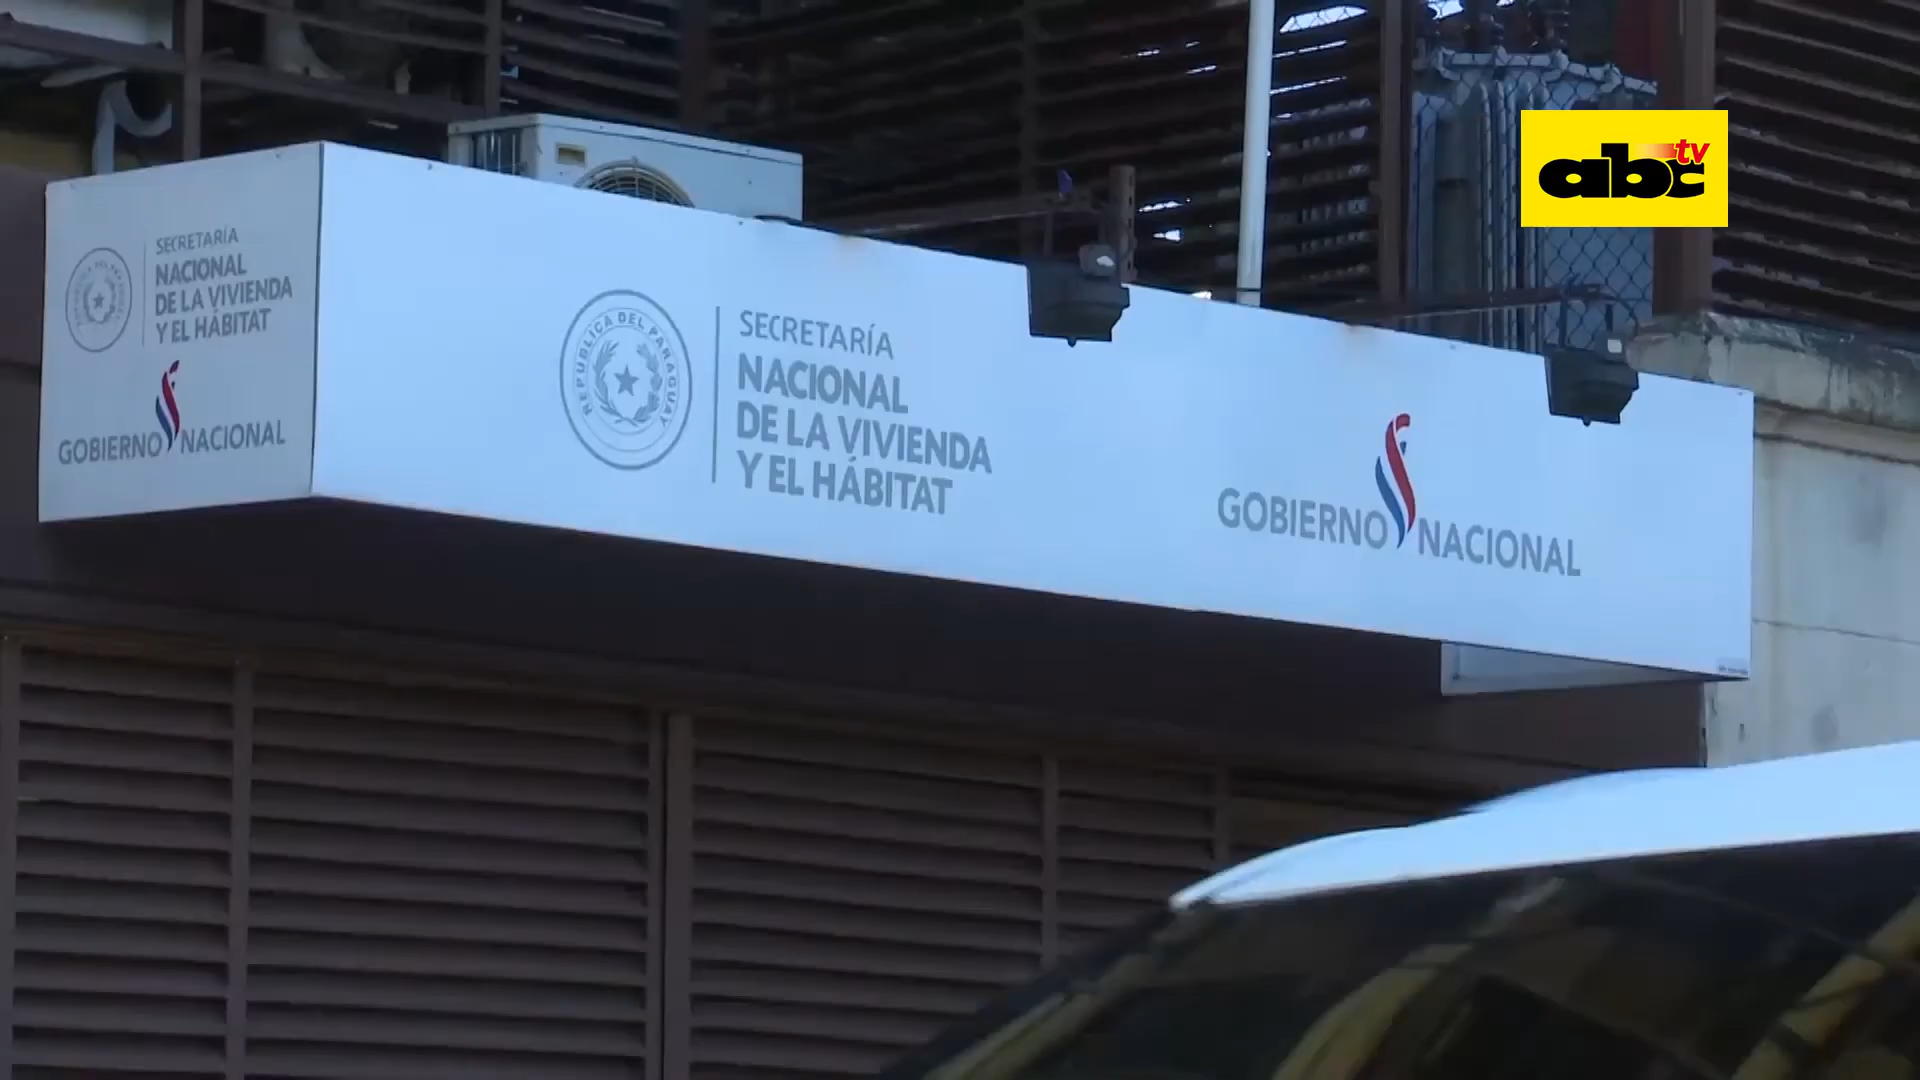 abc tv
SECRETARÍA
NACIONAL
DE LA VIVIENDA
Y EL HÁBITAT
GOBIERNO NACIONAL
REPUBLICA DEL PARAGUAY
SECRETARÍA
NACIONAL
DE LA VIVIENDA
Y EL HÁBITAT
GOBIERNO NACIONAL